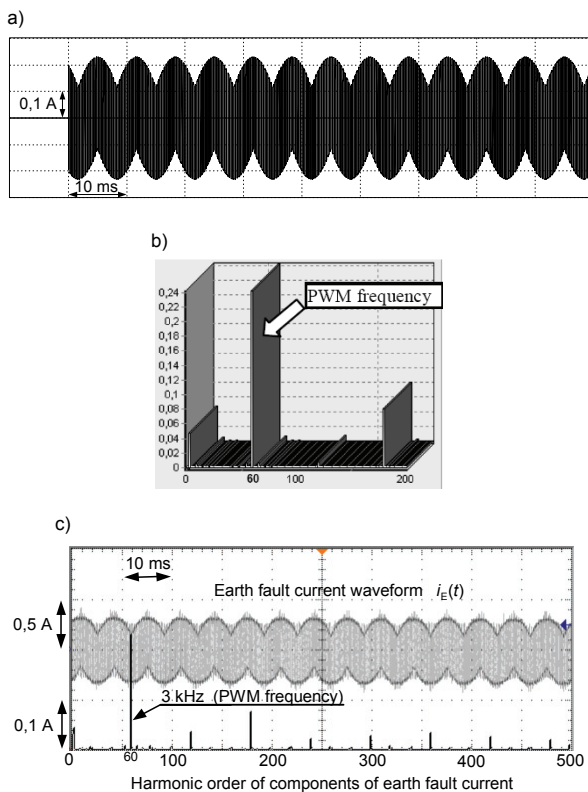 a)
0,1 A
10 ms
b)
PWM frequency
0,24
0,22
0,2
0,18
0,16
0,14
0,12
0,1
0,08
0,06
0,04
0,02
0
0 60 100 200
c)
10 ms
Earth fault current waveform iE(t)
0,5 A
3 kHz (PWM frequency)
0,1 A
0 60 100 200 300 400 500
Harmonic order of components of earth fault current